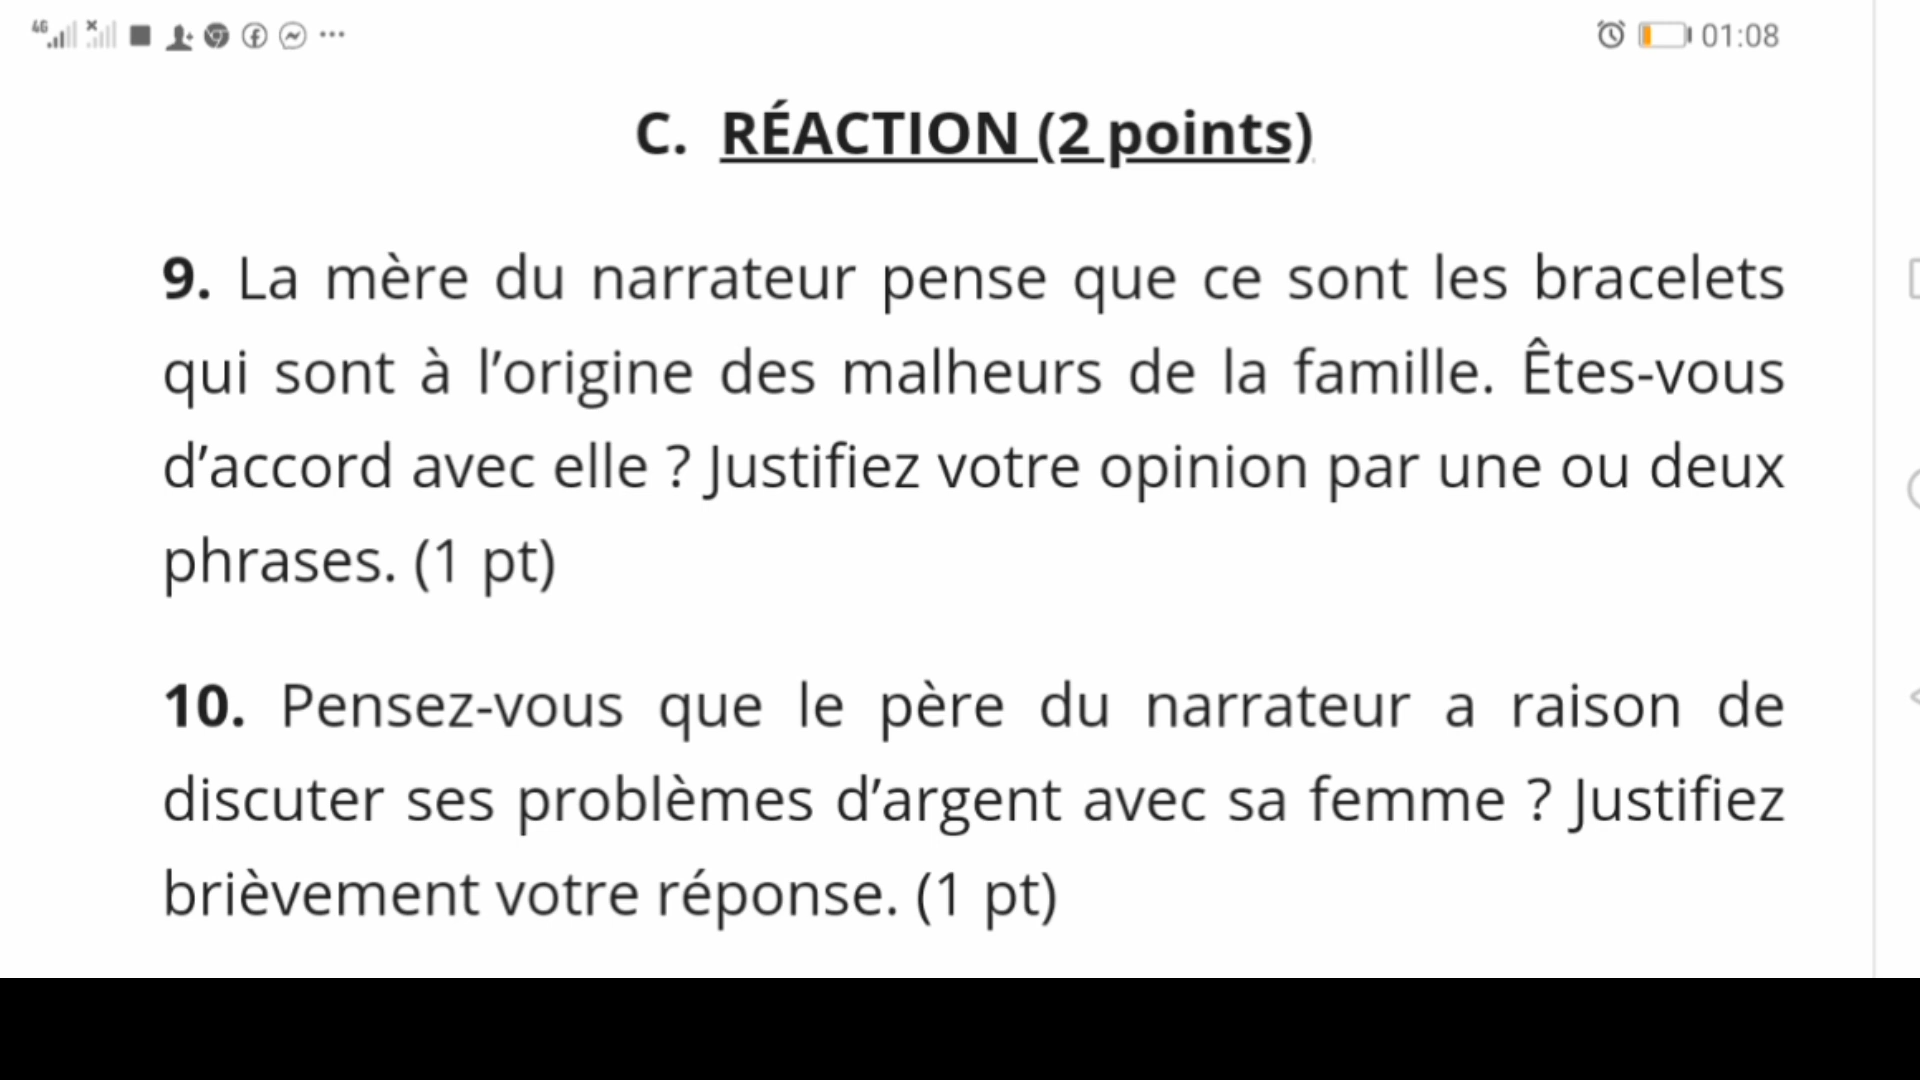 4G 01:08
C. RÉACTION (2 points)
9. La mère du narrateur pense que ce sont les bracelets
qui sont à l’origine des malheurs de la famille. Êtes-vous
d’accord avec elle ? Justifiez votre opinion par une ou deux
phrases. (1 pt)
10. Pensez-vous que le père du narrateur a raison de
discuter ses problèmes d’argent avec sa femme ? Justifiez
brièvement votre réponse. (1 pt)